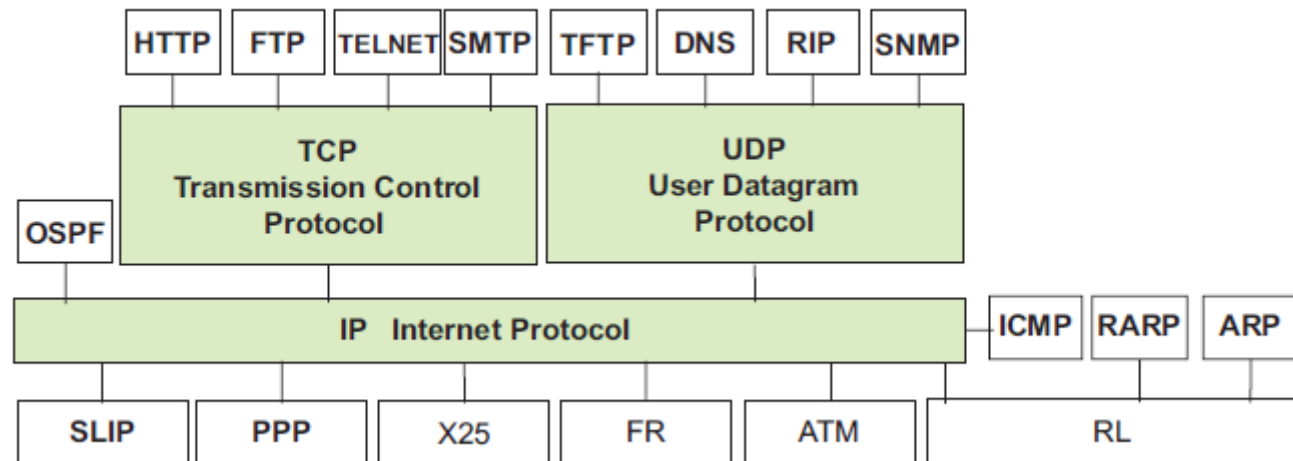 HTTP
FTP
TELNET
SMTP
TFTP
DNS
RIP
SNMP
TCP
Transmission Control
Protocol
UDP
User Datagram
Protocol
OSPF
IP Internet Protocol
ICMP
RARP
ARP
SLIP
PPP
X25
FR
ATM
RL